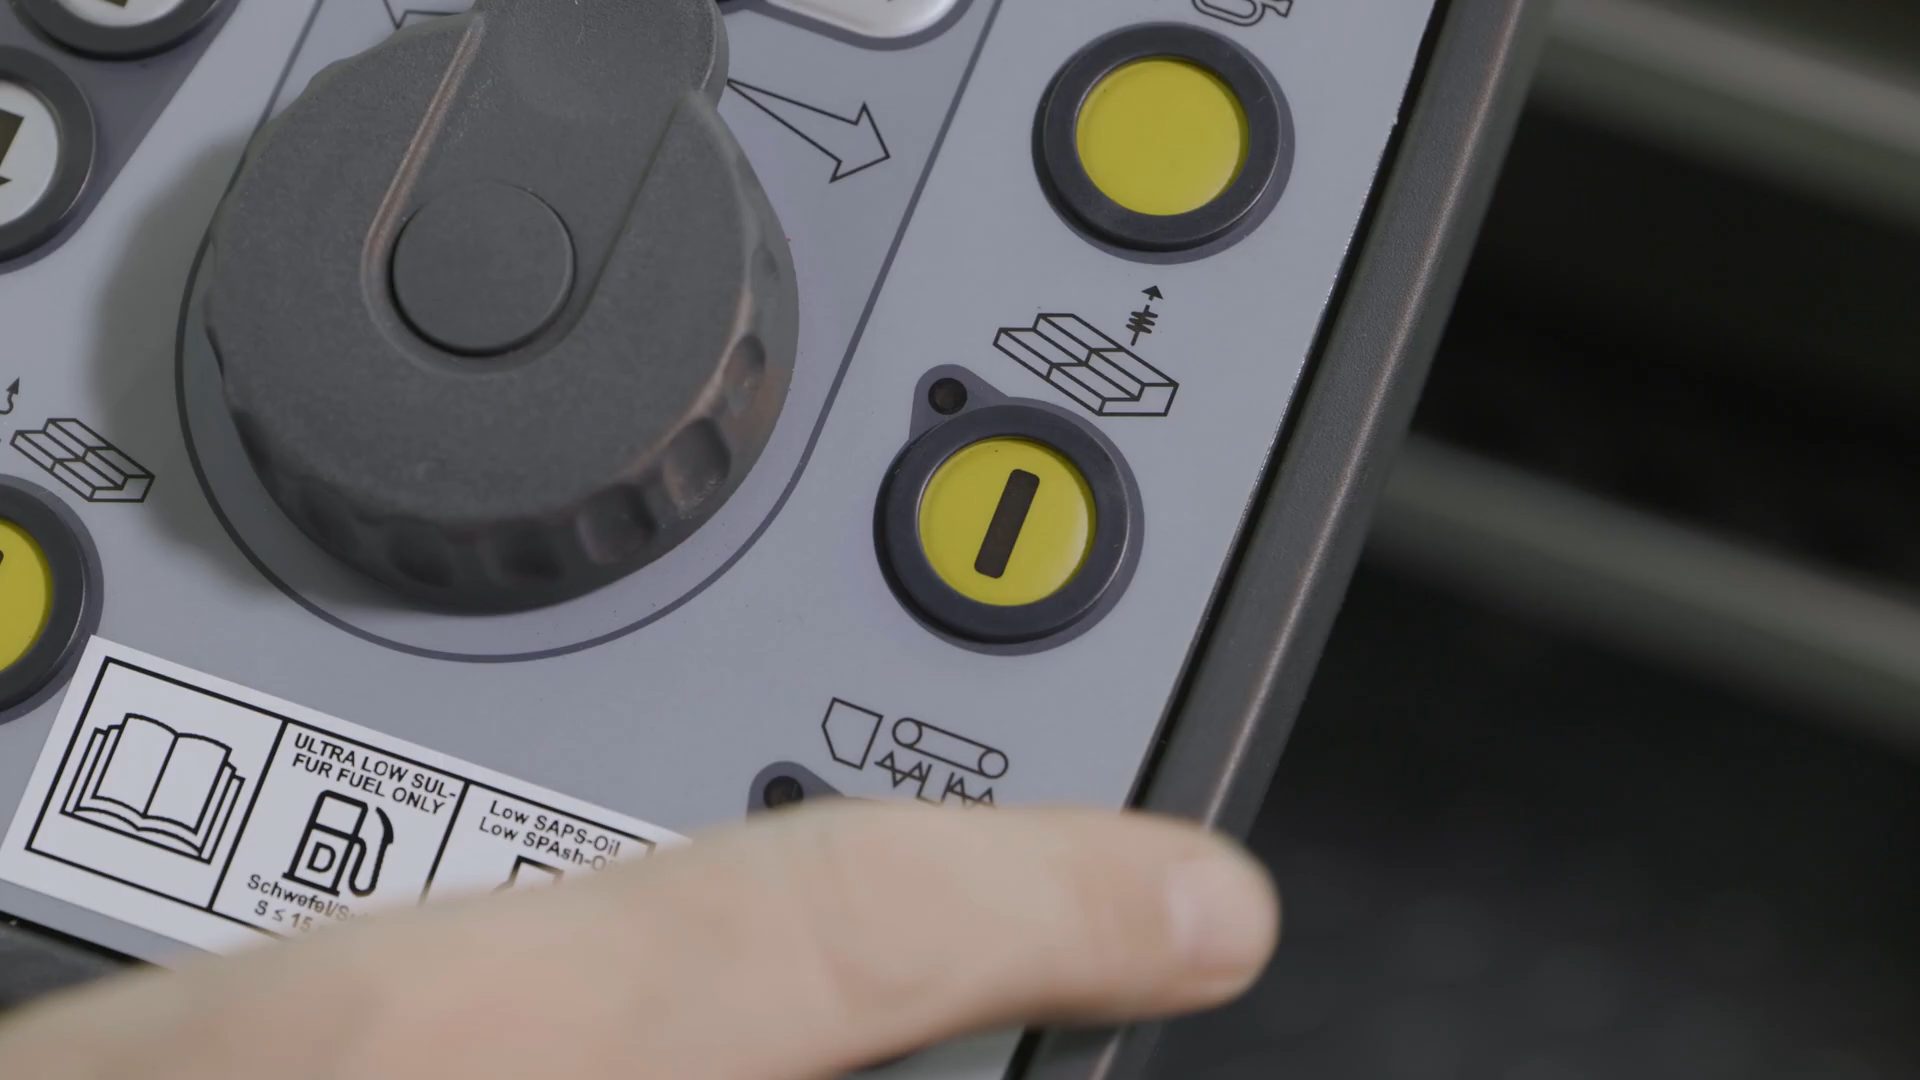 ULTRA LOW SUL-
FUR FUEL ONLY
D
Schwefel/
S ≤ 15
Low SAPS-Oil
Low SPAsh-